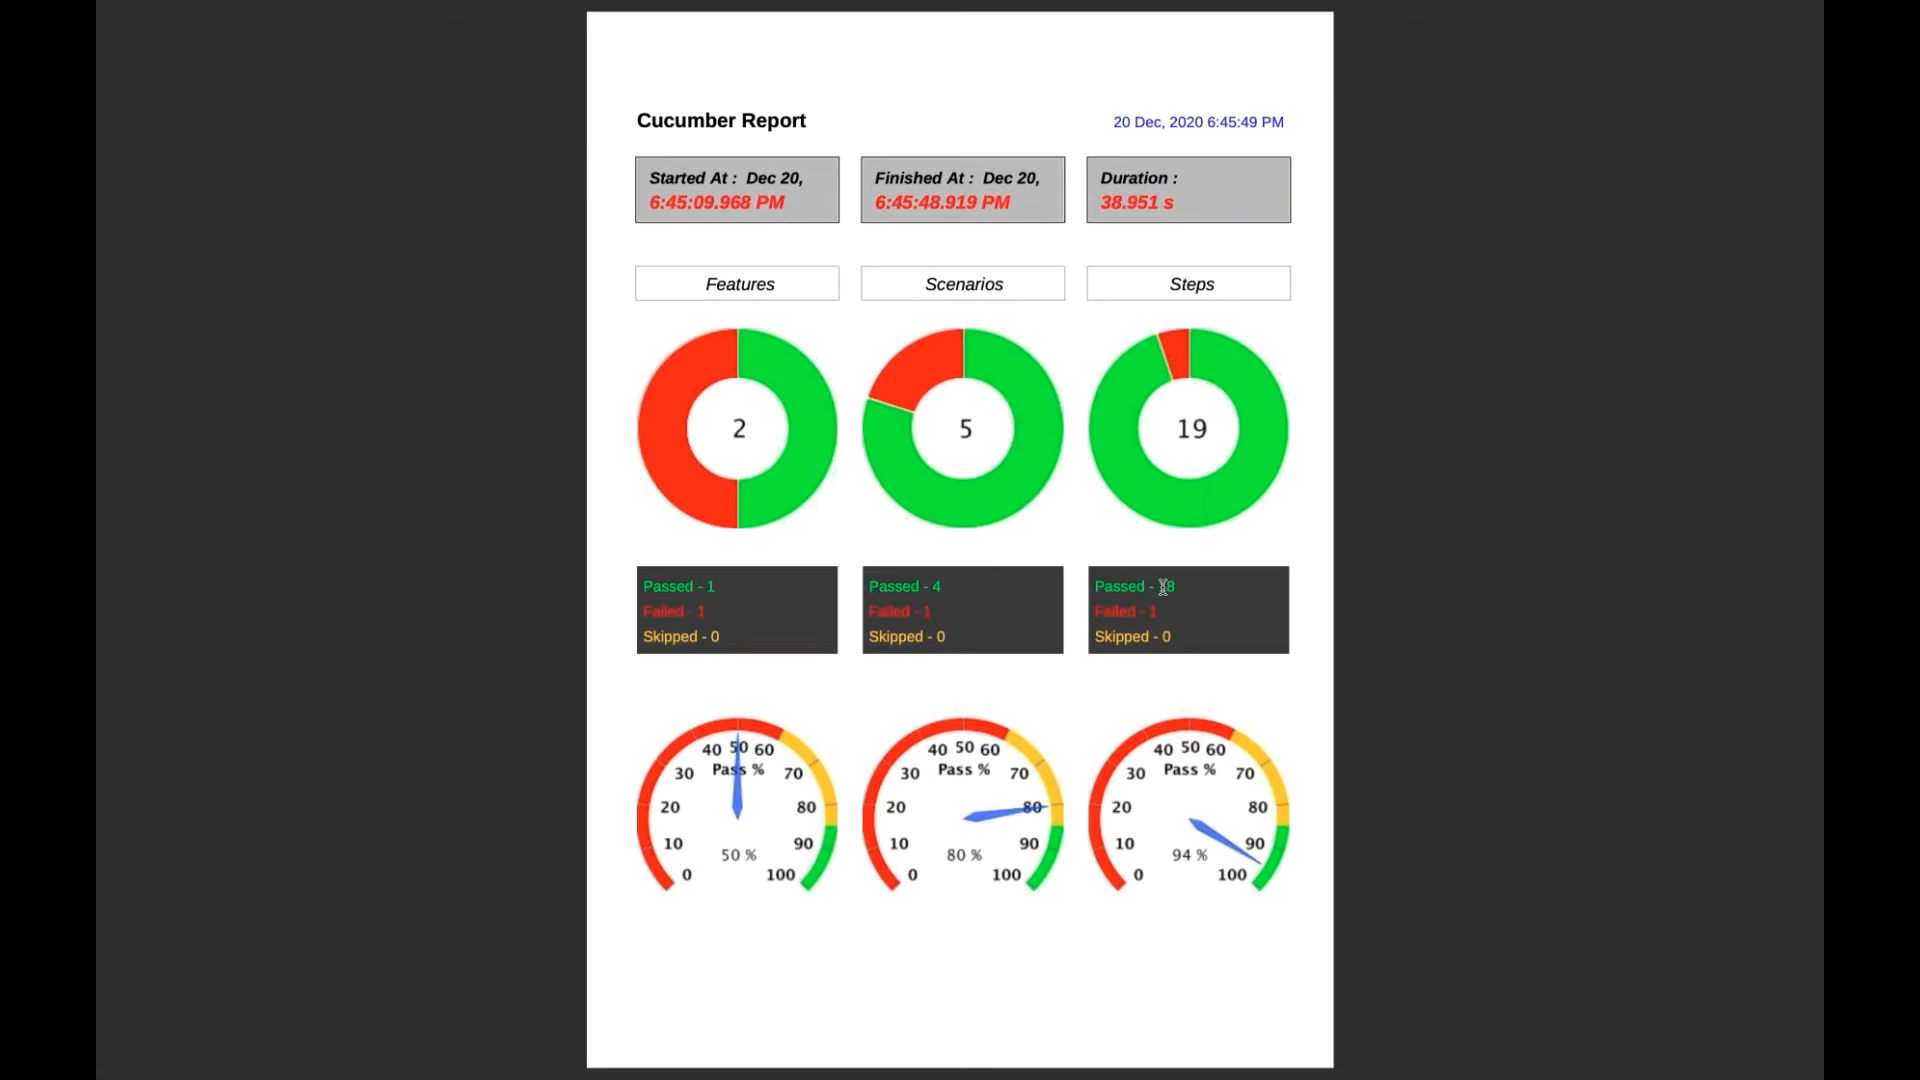 Cucumber Report
20 Dec, 2020 6:45:49 PM
Started At : Dec 20,
6:45:09.968 PM
Finished At : Dec 20,
6:45:48.919 PM
Duration :
38.951 s
Features
Scenarios
Steps
2
5
19
Passed - 1
Failed - 1
Skipped - 0
Passed - 4
Failed - 1
Skipped - 0
Passed - 18
Failed - 1
Skipped - 0
40 50 60
Pass %
30 70
20 80
10 90
50 %
0 100
40 50 60
Pass %
30 70
20 80
10 90
80 %
0 100
40 50 60
Pass %
30 70
20 80
10 90
94 %
0 100